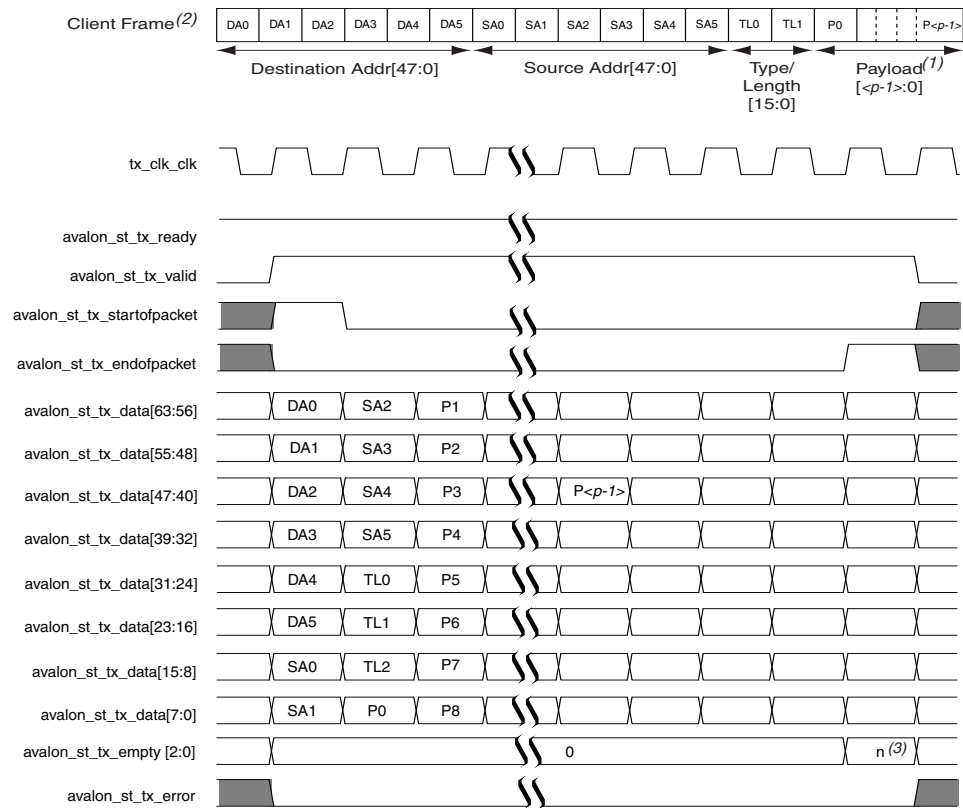 Client Frame(2) DA0 DA1 DA2 DA3 DA4 DA5 SA0 SA1 SA2 SA3 SA4 SA5 TL0 TL1 P0 P<p-1>
Destination Addr[47:0] Source Addr[47:0] Type/ Length [15:0] Payload(1) [<p-1>:0]
tx_clk_clk
avalon_st_tx_ready
avalon_st_tx_valid
avalon_st_tx_startofpacket
avalon_st_tx_endofpacket
avalon_st_tx_data[63:56] DA0 SA2 P1
avalon_st_tx_data[55:48] DA1 SA3 P2
avalon_st_tx_data[47:40] DA2 SA4 P3 P<p-1>
avalon_st_tx_data[39:32] DA3 SA5 P4
avalon_st_tx_data[31:24] DA4 TL0 P5
avalon_st_tx_data[23:16] DA5 TL1 P6
avalon_st_tx_data[15:8] SA0 TL2 P7
avalon_st_tx_data[7:0] SA1 P0 P8
avalon_st_tx_empty [2:0] 0 n(3)
avalon_st_tx_error